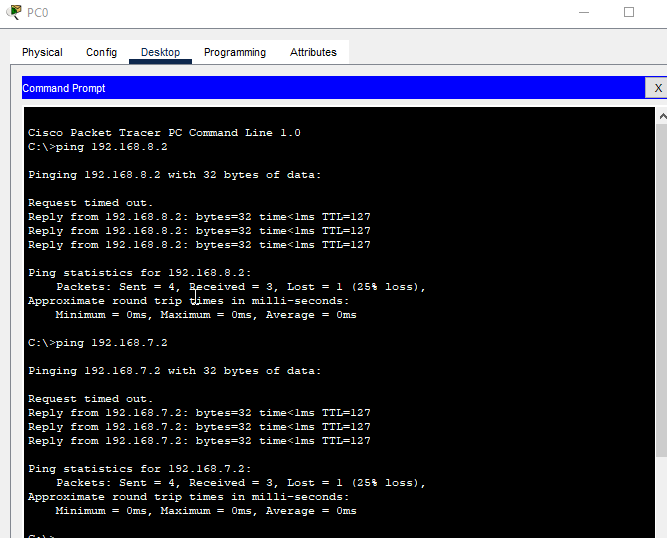 PC0
Physical Config Desktop Programming Attributes
Command Prompt X
Cisco Packet Tracer PC Command Line 1.0
C:\>ping 192.168.8.2
Pinging 192.168.8.2 with 32 bytes of data:
Request timed out.
Reply from 192.168.8.2: bytes=32 time<1ms TTL=127
Reply from 192.168.8.2: bytes=32 time<1ms TTL=127
Reply from 192.168.8.2: bytes=32 time<1ms TTL=127
Ping statistics for 192.168.8.2:
Packets: Sent = 4, Received = 3, Lost = 1 (25% loss),
Approximate round trip times in milli-seconds:
Minimum = 0ms, Maximum = 0ms, Average = 0ms
C:\>ping 192.168.7.2
Pinging 192.168.7.2 with 32 bytes of data:
Request timed out.
Reply from 192.168.7.2: bytes=32 time<1ms TTL=127
Reply from 192.168.7.2: bytes=32 time<1ms TTL=127
Reply from 192.168.7.2: bytes=32 time<1ms TTL=127
Ping statistics for 192.168.7.2:
Packets: Sent = 4, Received = 3, Lost = 1 (25% loss),
Approximate round trip times in milli-seconds:
Minimum = 0ms, Maximum = 0ms, Average = 0ms
C:\>